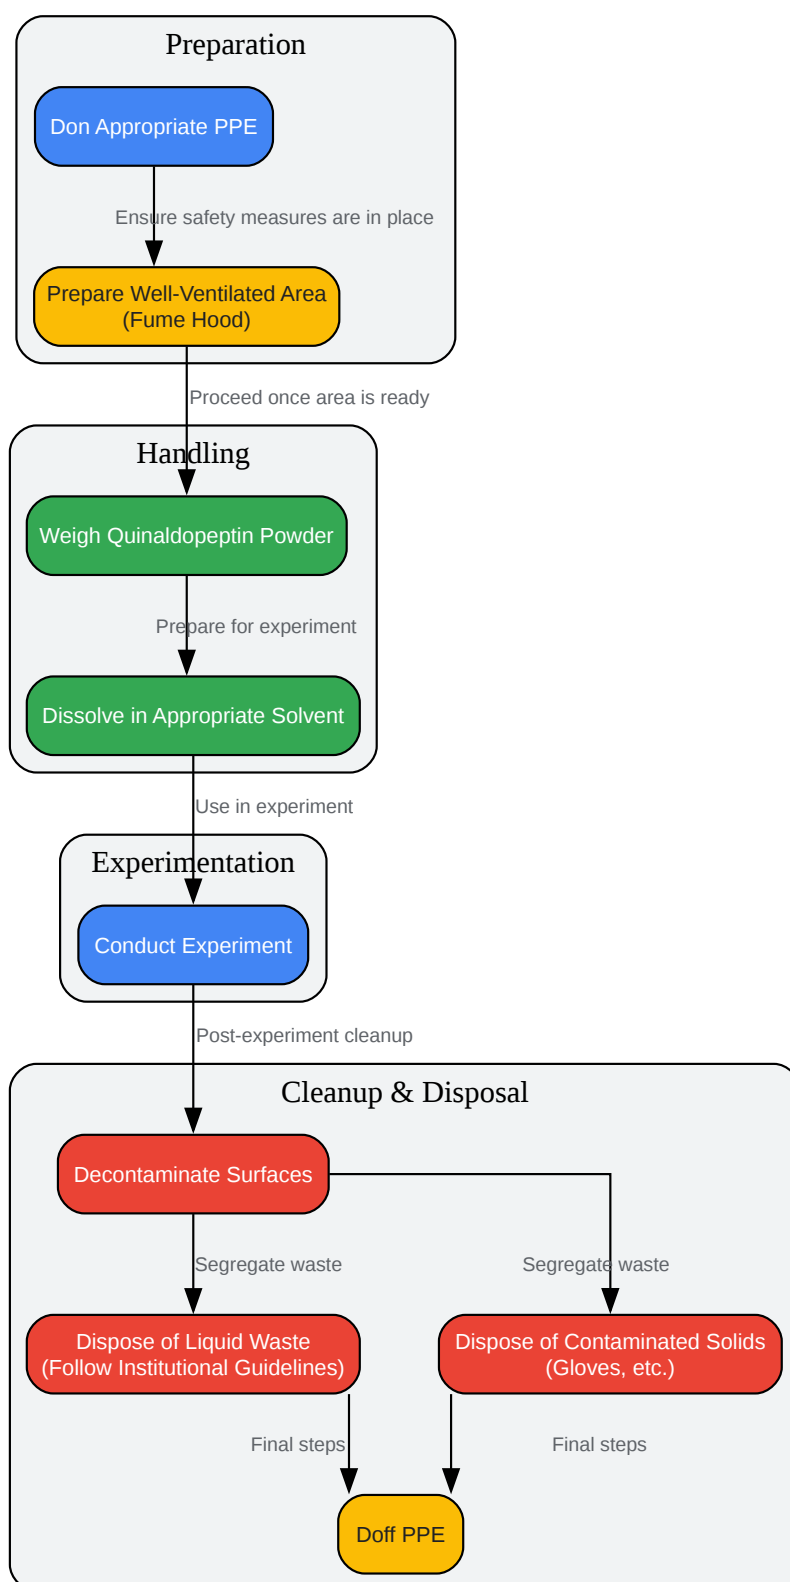 Preparation
Don Appropriate PPE
Ensure safety measures are in place
Prepare Well-Ventilated Area
(Fume Hood)
Proceed once area is ready
Handling
Weigh Quinaldopeptin Powder
Prepare for experiment
Dissolve in Appropriate Solvent
Use in experiment
Experimentation
Conduct Experiment
Post-experiment cleanup
Cleanup & Disposal
Decontaminate Surfaces
Segregate waste
Segregate waste
Dispose of Liquid Waste
(Follow Institutional Guidelines)
Dispose of Contaminated Solids
(Gloves, etc.)
Final steps
Final steps
Doff PPE